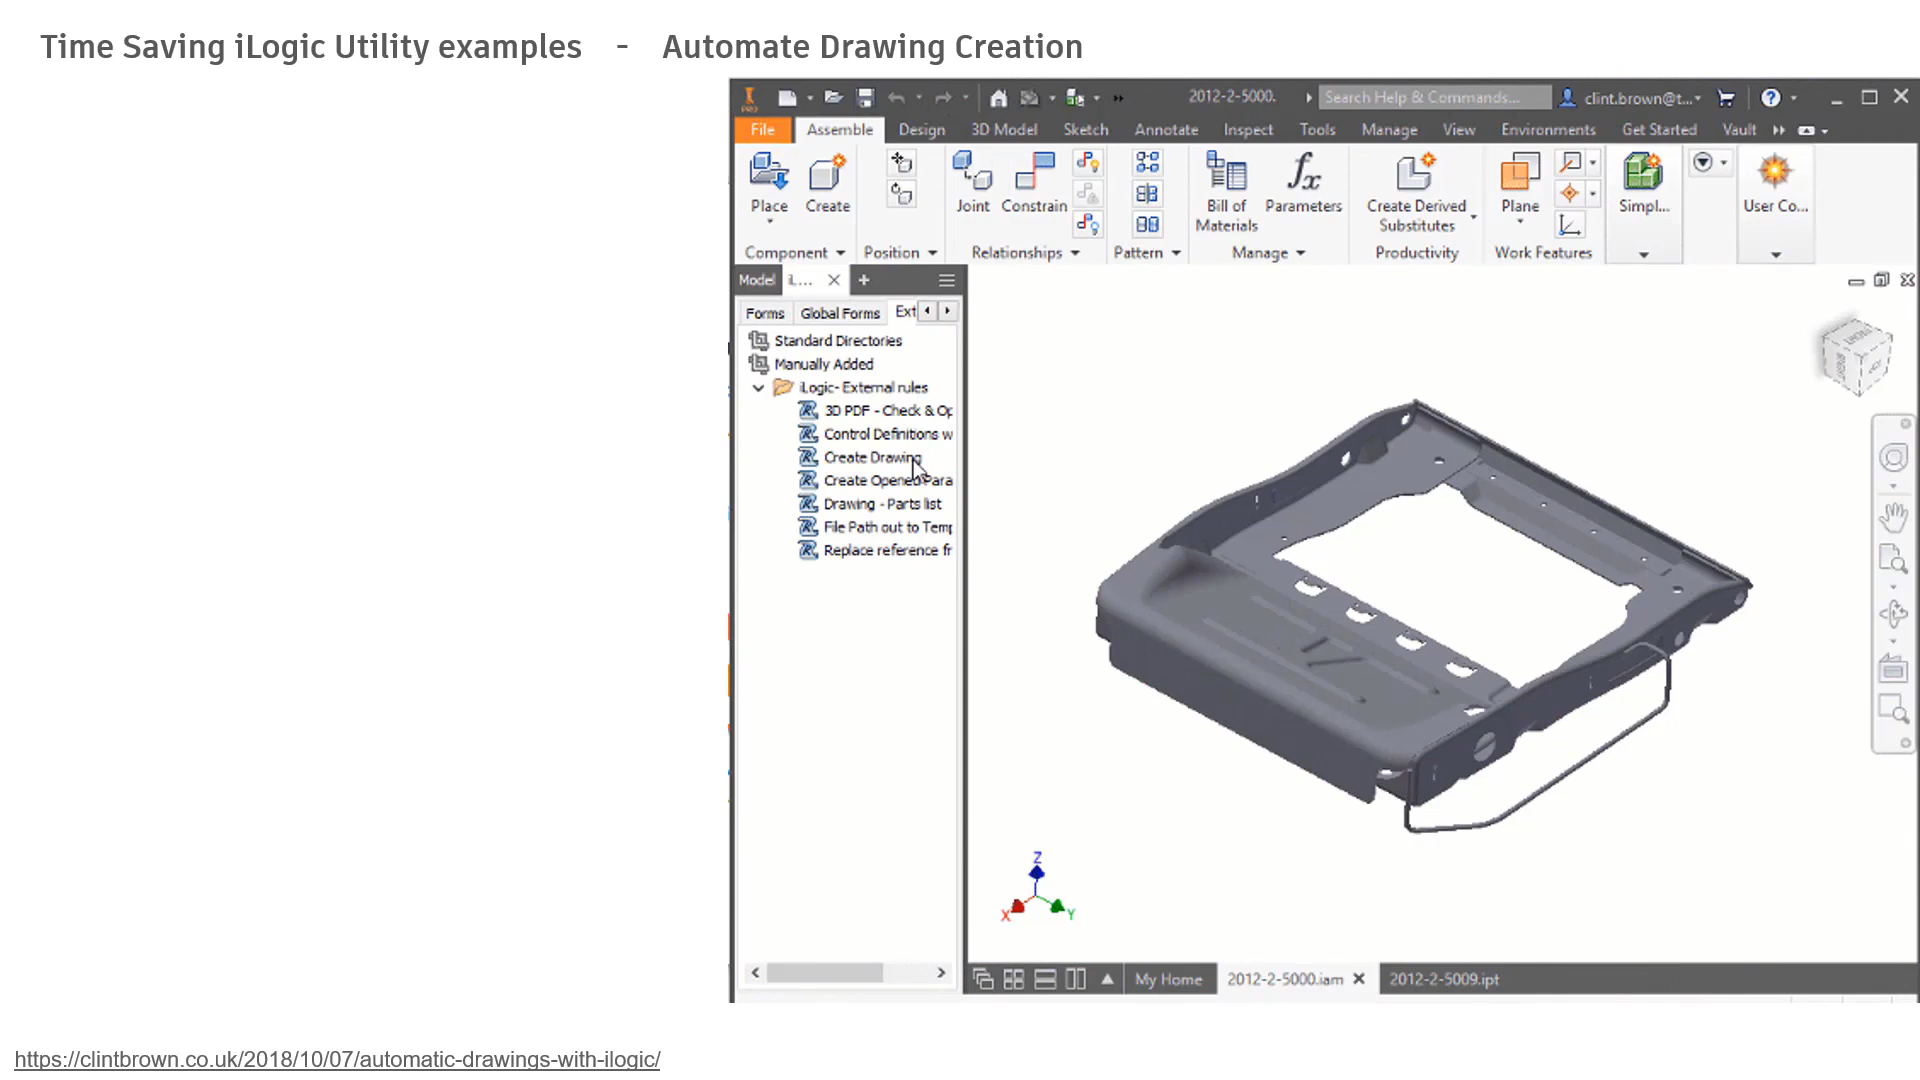 Time Saving iLogic Utility examples - Automate Drawing Creation
PRO
2012-2-5000.
Search Help & Commands...
clint.brown@t...
File Assemble Design 3D Model Sketch Annotate Inspect Tools Manage View Environments Get Started Vault
Place Create Joint Constrain Bill of Materials Parameters Create Derived Substitutes Plane Simpl... User Co...
Component Position Relationships Pattern Manage Productivity Work Features
Model iL...
Forms Global Forms Ext
Standard Directories
Manually Added
iLogic- External rules
3D PDF - Check & Op
Control Definitions w
Create Drawing
Create Opened Para
Drawing - Parts list
File Path out to Temp
Replace reference fr
Z
X Y
My Home 2012-2-5000.iam 2012-2-5009.ipt
https://clintbrown.co.uk/2018/10/07/automatic-drawings-with-ilogic/